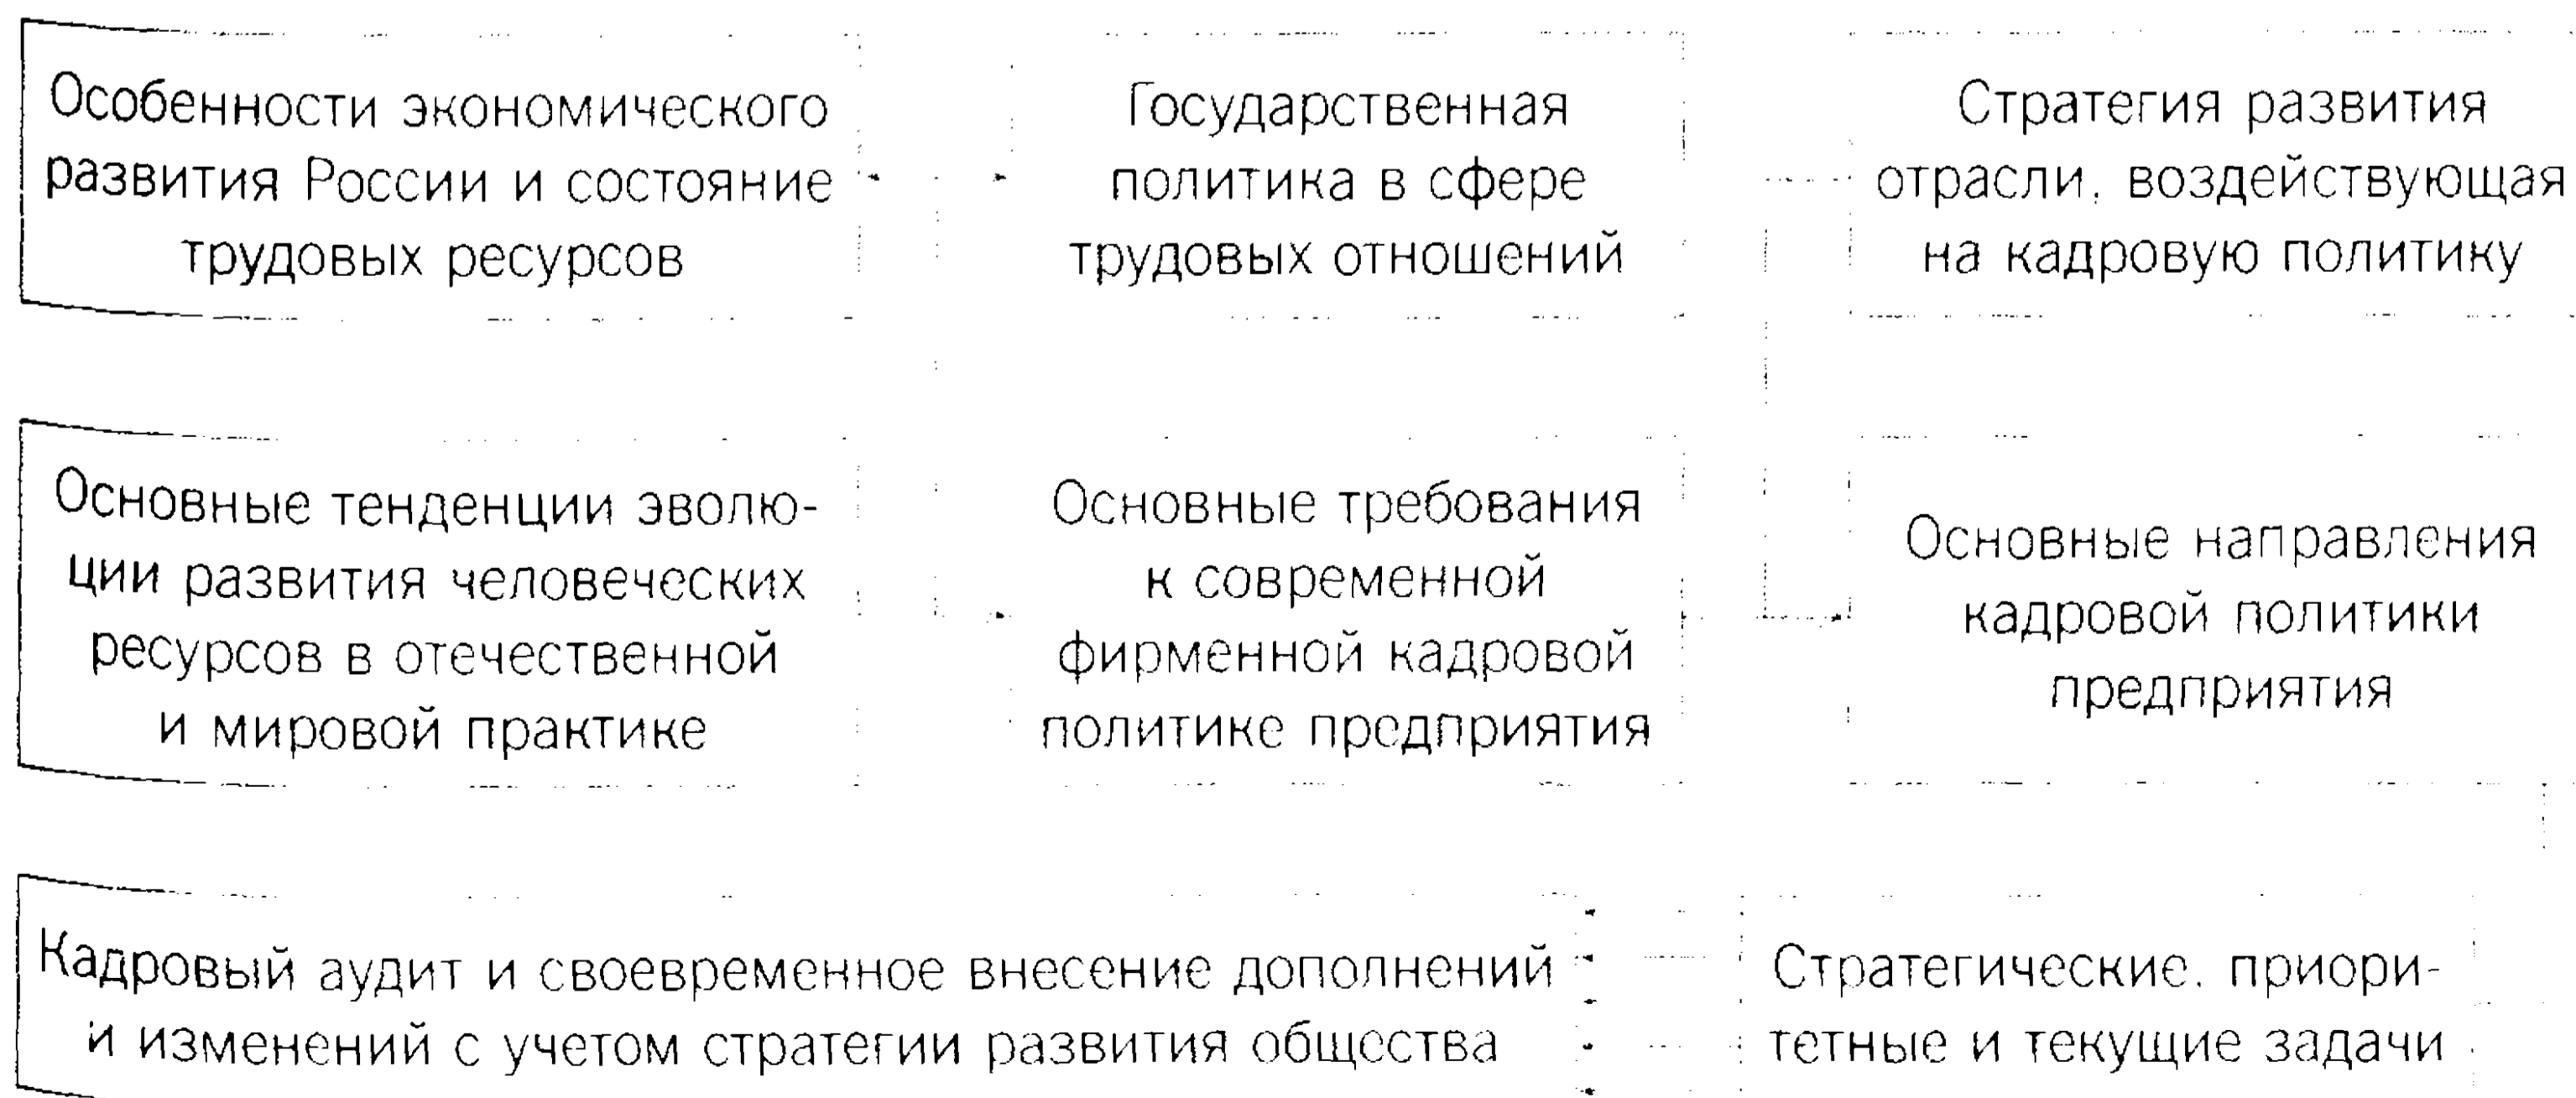 Особенности экономического
развития России и состояние
трудовых ресурсов
Государственная
политика в сфере
трудовых отношений
Стратегия развития
отрасли, воздействующая
на кадровую политику
Основные тенденции эволю-
ции развития человеческих
ресурсов в отечественной
и мировой практике
Основные требования
к современной
фирменной кадровой
политике предприятия
Основные направления
кадровой политики
предприятия
Кадровый аудит и своевременное внесение дополнений
и изменений с учетом стратегии развития общества
Стратегические, приори-
тетные и текущие задачи